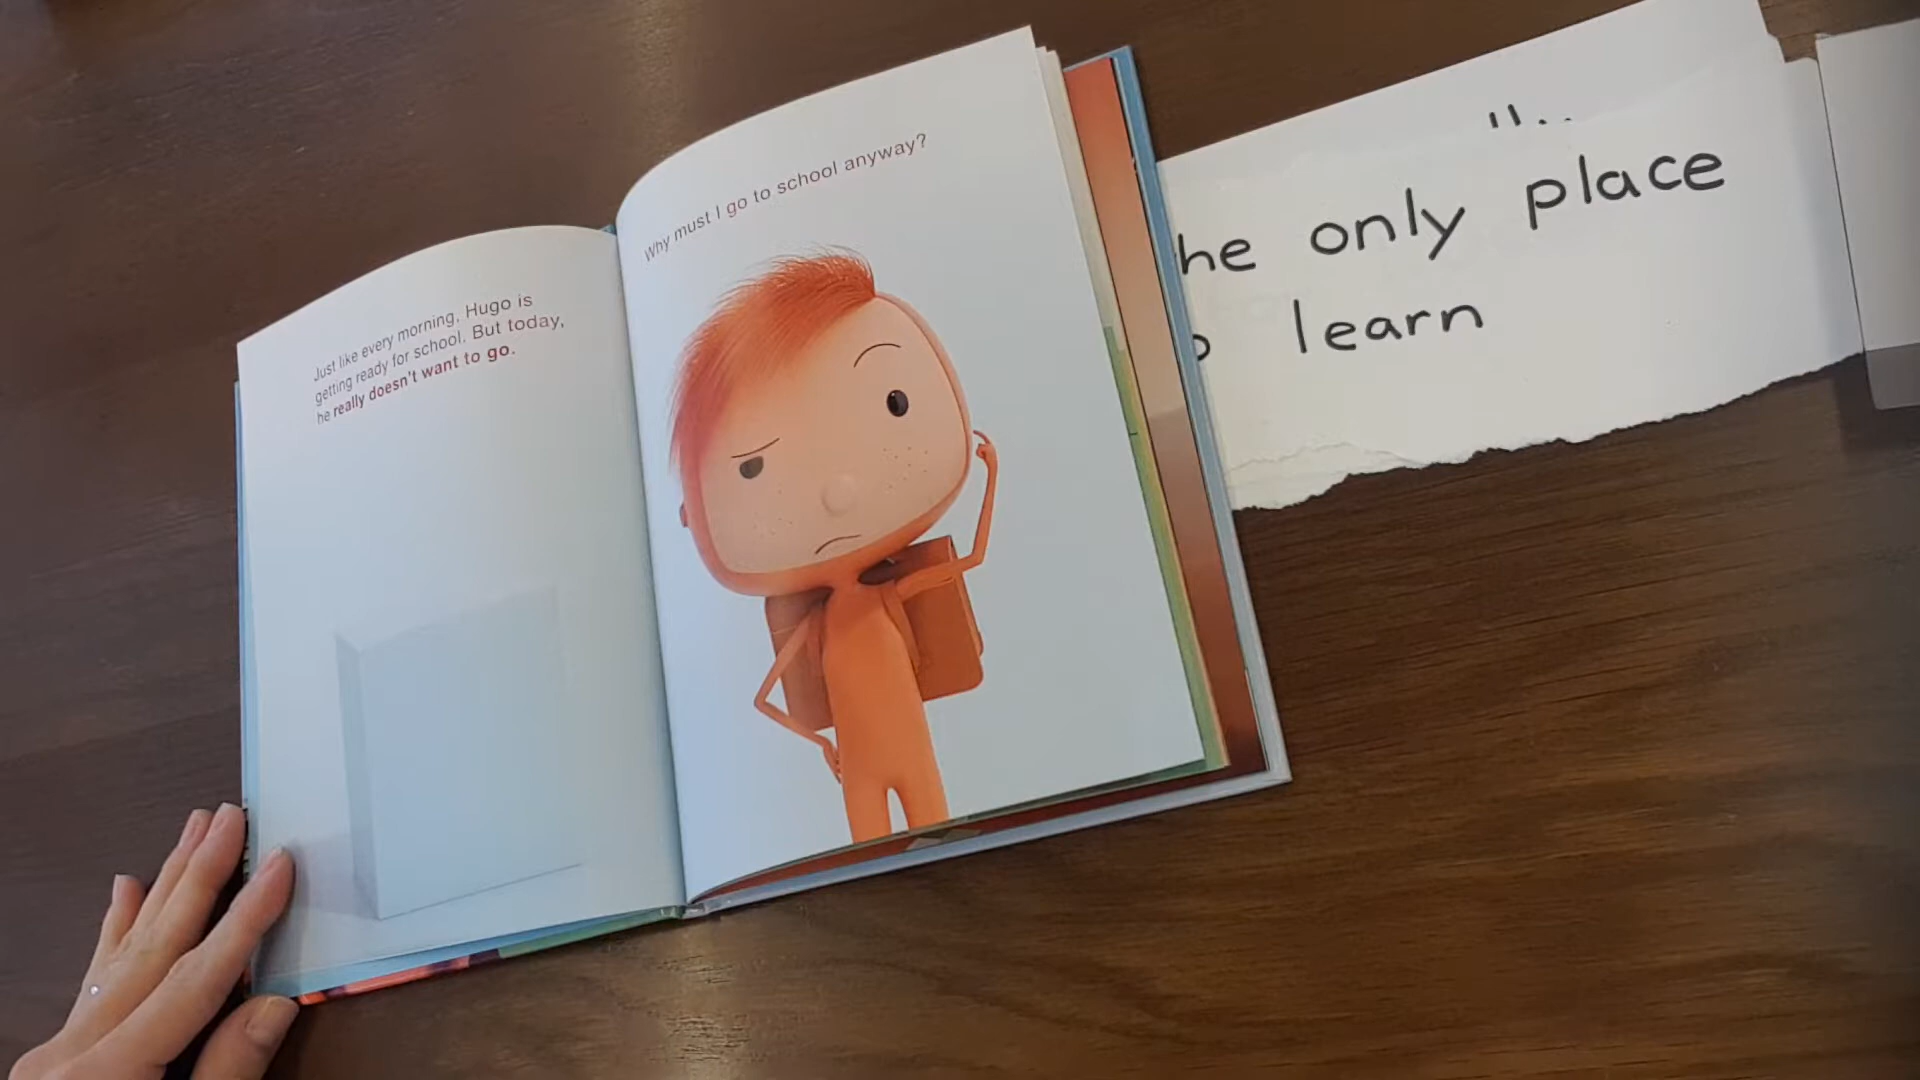 Just like every morning, Hugo is
getting ready for school. But today,
he really doesn't want to go.
Why must I go to school anyway?
he only place
learn